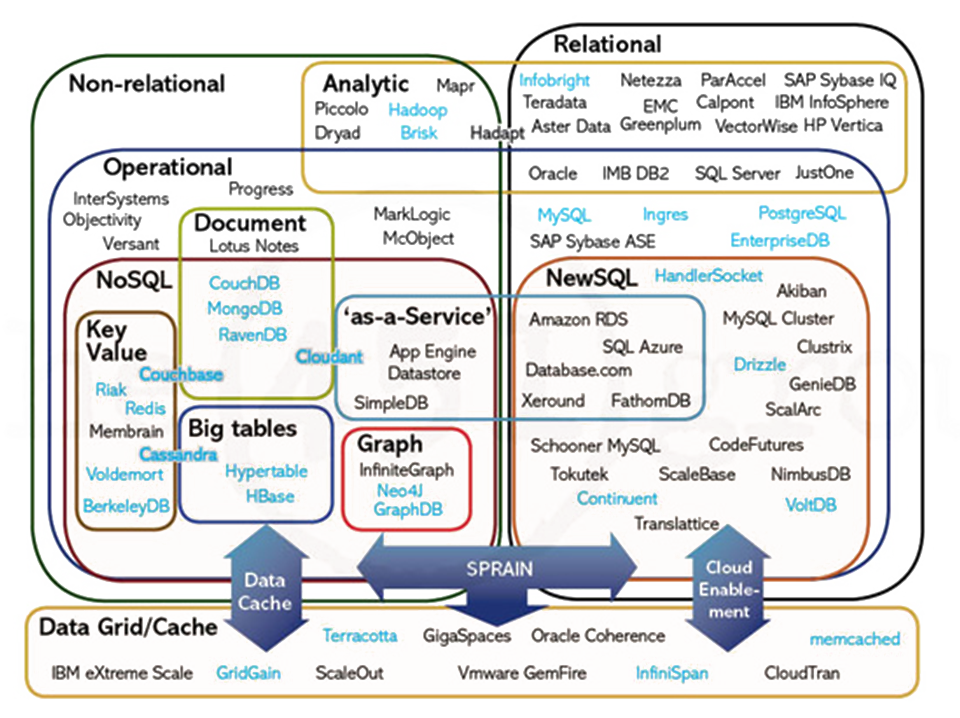 Relational
Non-relational
Analytic
Mapr
Piccolo
Hadoop
Dryad
Brisk
Hadapt
Infobright
Netezza
ParAccel
SAP Sybase IQ
Teradata
EMC
Greenplum
Calpont
IBM InfoSphere
Aster Data
VectorWise
HP Vertica
Operational
InterSystems
Objectivity
Progress
Versant
MarkLogic
McObject
Oracle
IMB DB2
SQL Server
JustOne
MySQL
Ingres
PostgreSQL
SAP Sybase ASE
EnterpriseDB
Document
Lotus Notes
CouchDB
MongoDB
RavenDB
Cloudant
Couchbase
NoSQL
Key
Value
Riak
Redis
Membrain
Cassandra
Voldemort
BerkeleyDB
Big tables
Hypertable
HBase
'as-a-Service'
App Engine
Datastore
SimpleDB
Graph
InfiniteGraph
Neo4J
GraphDB
NewSQL
HandlerSocket
Akiban
Amazon RDS
MySQL Cluster
SQL Azure
Clustrix
Database.com
Drizzle
GenieDB
Xeround
FathomDB
ScalArc
Schooner MySQL
CodeFutures
Tokutek
ScaleBase
NimbusDB
Continuent
VoltDB
Translattice
Data
Cache
SPRAIN
Cloud
Enable-
ment
Data Grid/Cache
Terracotta
GigaSpaces
Oracle Coherence
memcached
IBM eXtreme Scale
GridGain
ScaleOut
Vmware GemFire
InfiniSpan
CloudTran